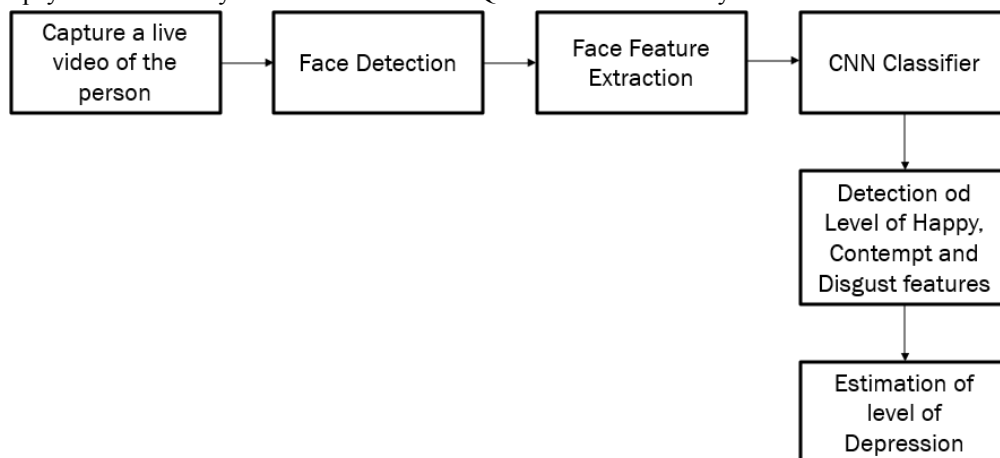 Capture a live
video of the
person
Face Detection
Face Feature
Extraction
CNN Classifier
Detection od
Level of Happy,
Contempt and
Disgust features
Estimation of
level of
Depression